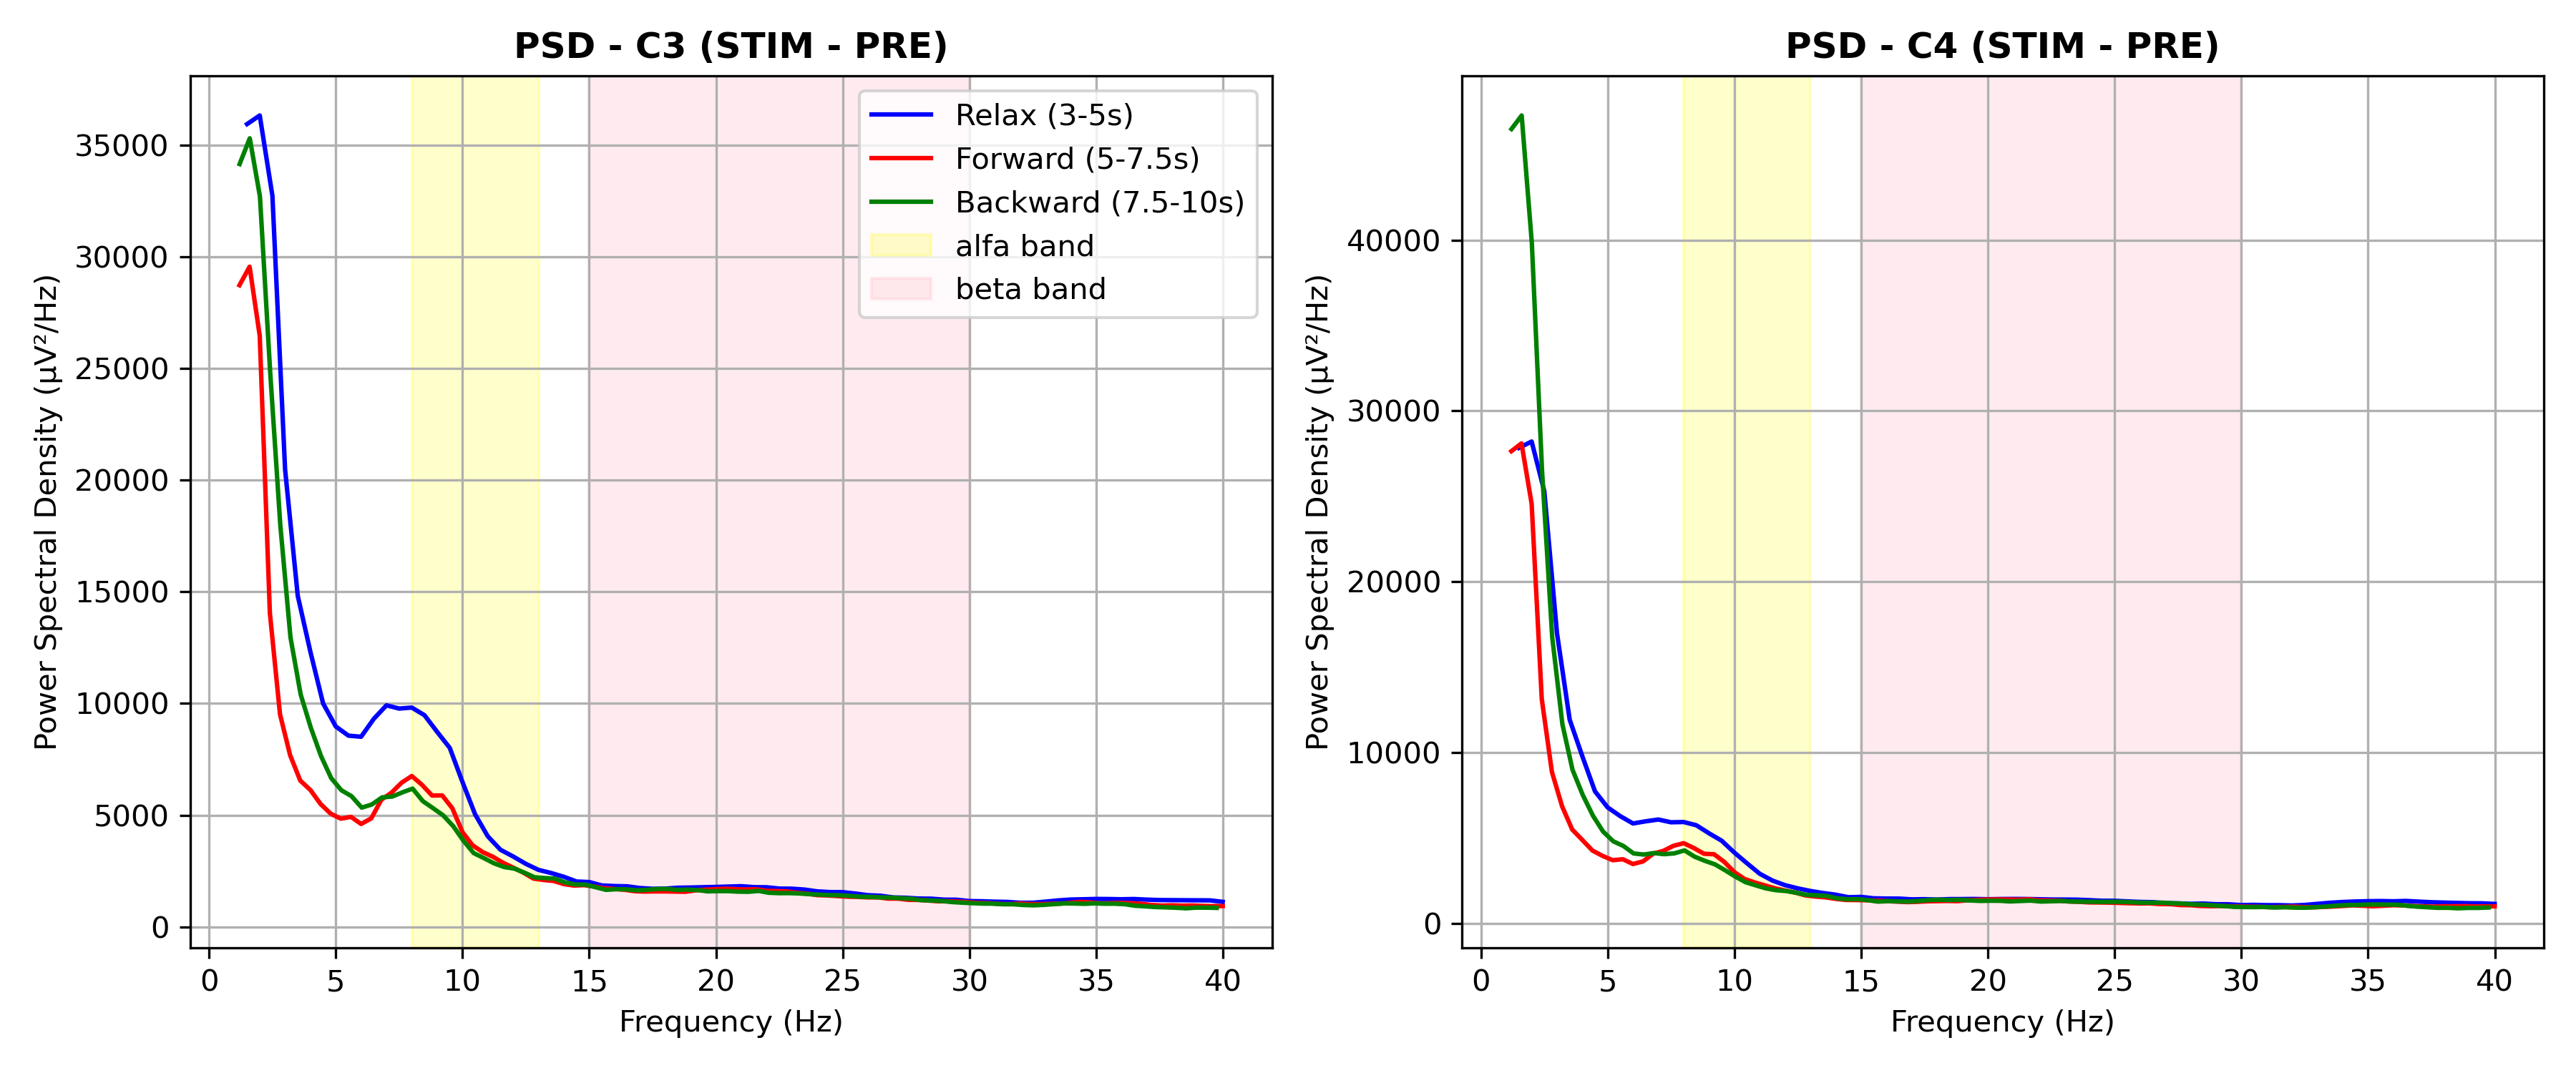 PSD - C3 (STIM - PRE)
Power Spectral Density (µV²/Hz)
35000
30000
25000
20000
15000
10000
5000
0
0 5 10 15 20 25 30 35 40
Frequency (Hz)
Relax (3-5s)
Forward (5-7.5s)
Backward (7.5-10s)
alfa band
beta band
PSD - C4 (STIM - PRE)
Power Spectral Density (µV²/Hz)
40000
30000
20000
10000
0
0 5 10 15 20 25 30 35 40
Frequency (Hz)